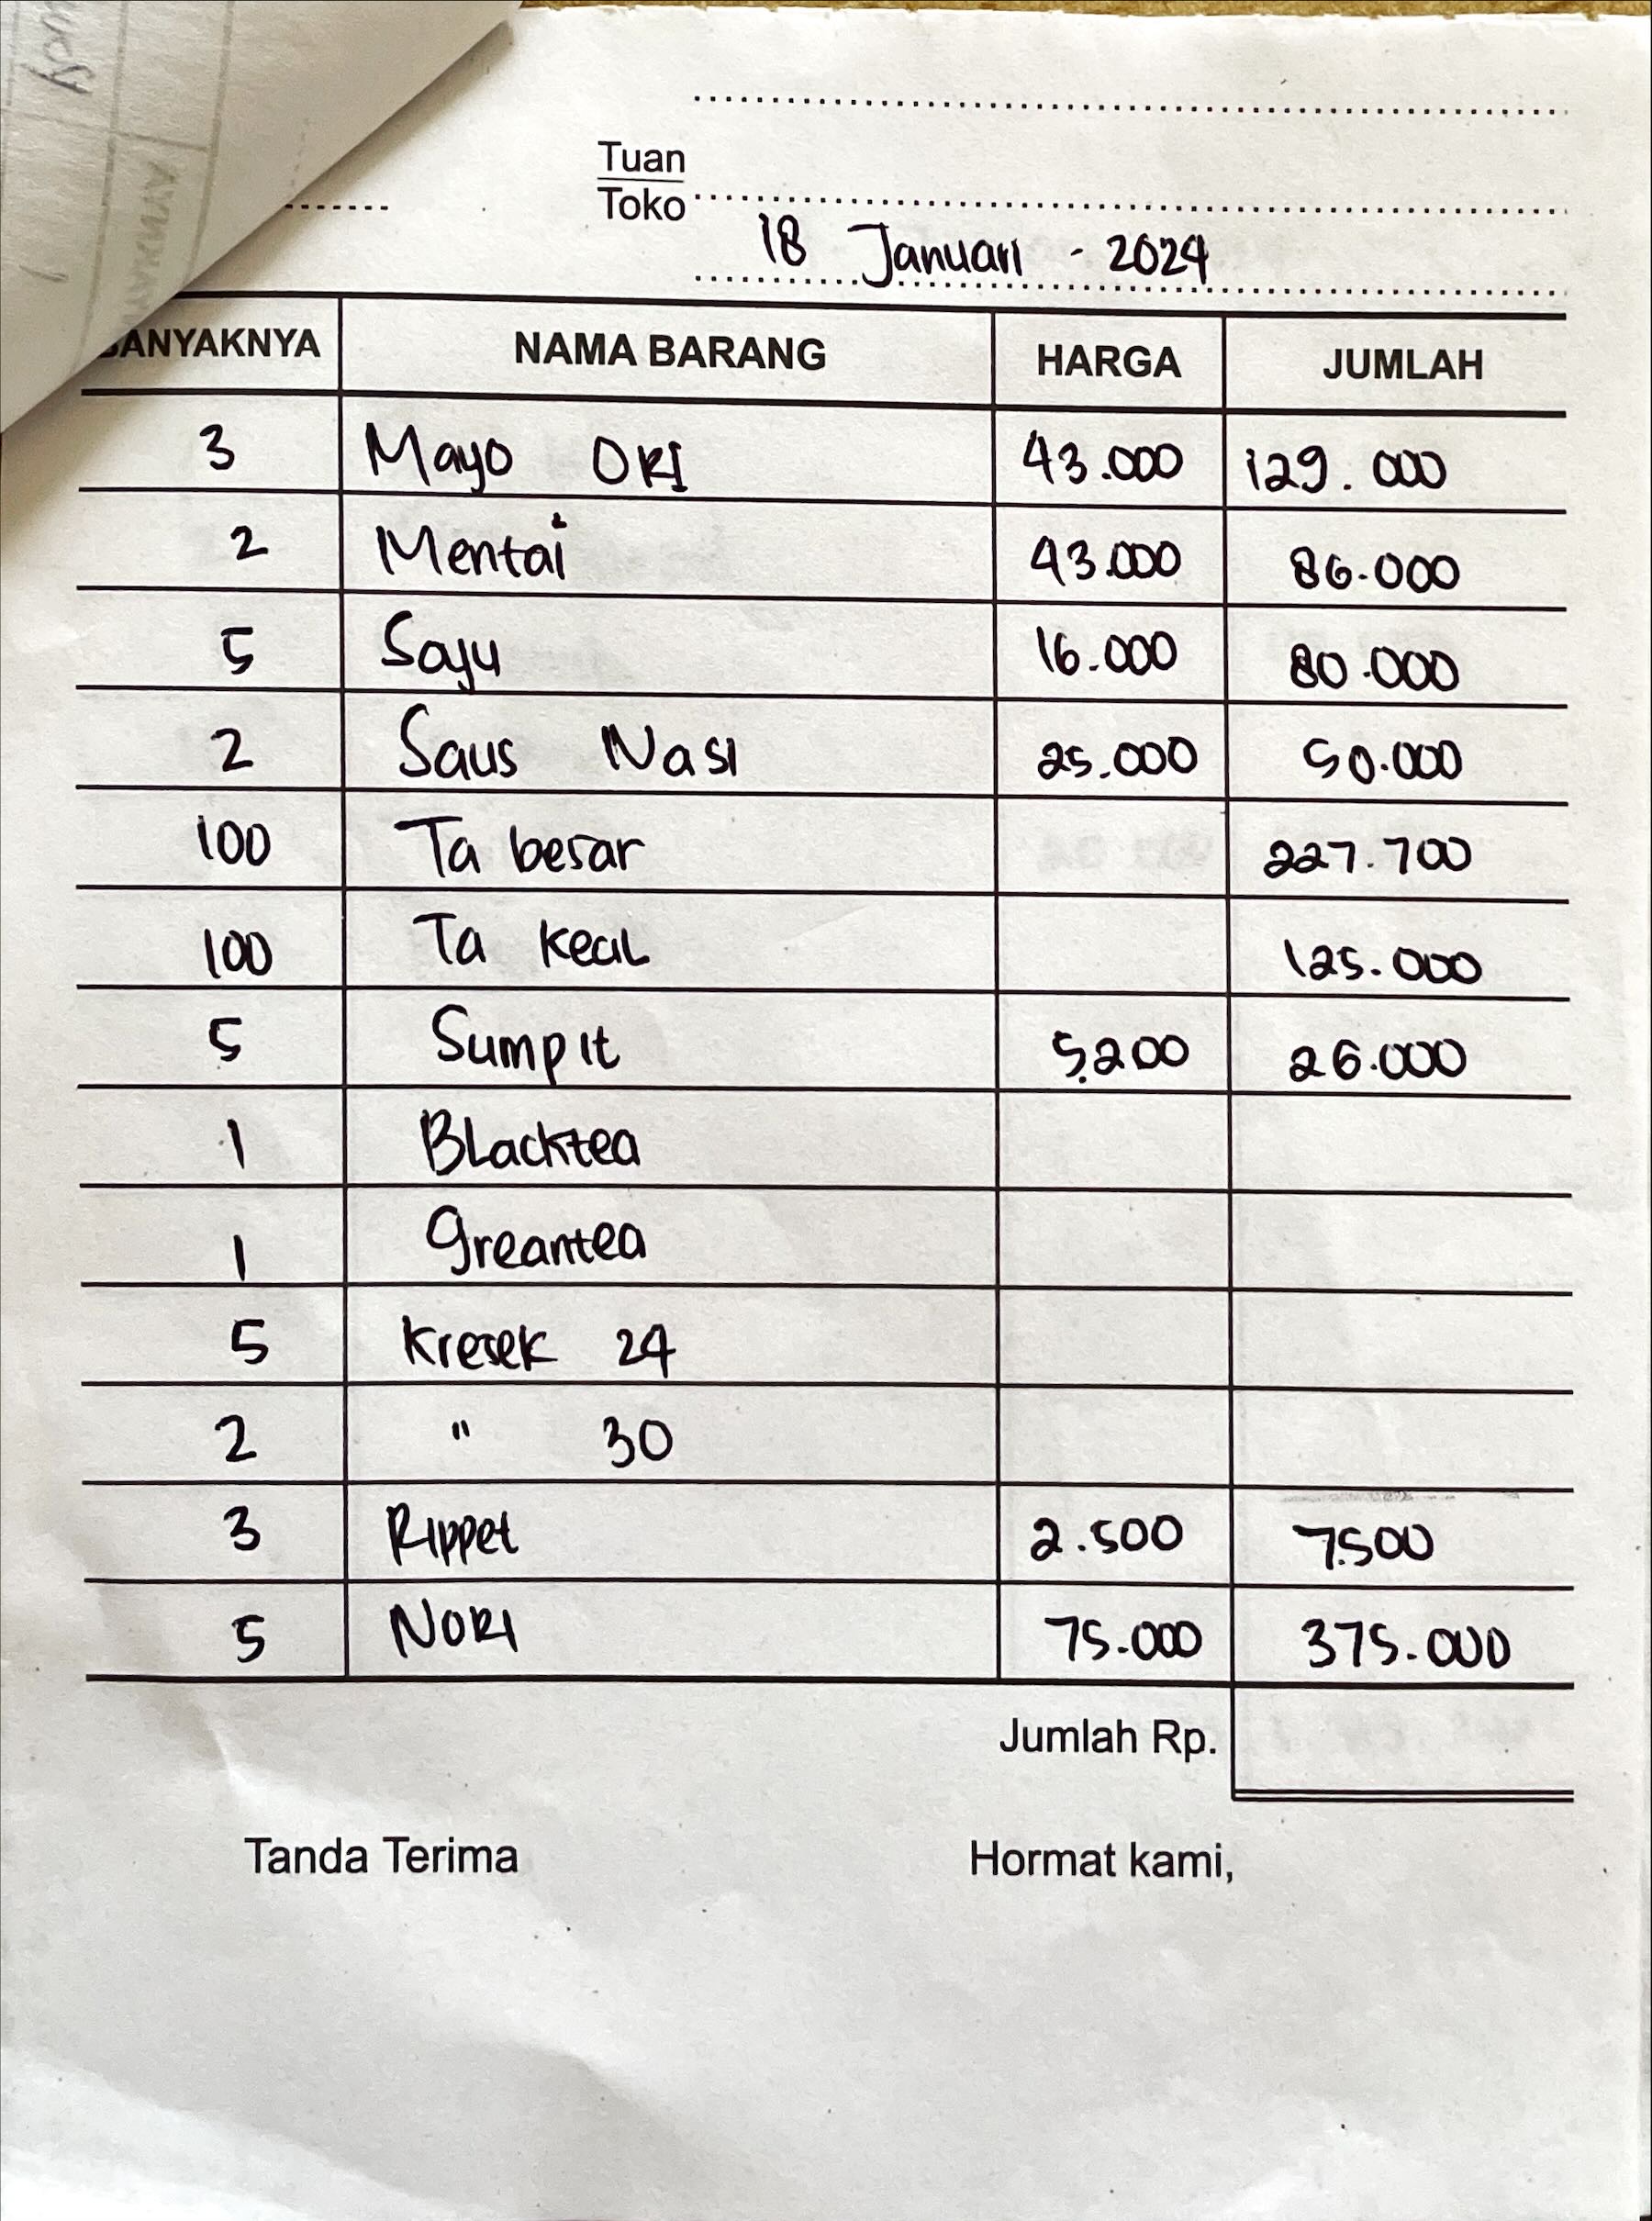 Tuan
Toko
18 Januari - 2024
BANYAKNYA NAMA BARANG HARGA JUMLAH
3 Mayo ORI 43.000 129.000
2 Mentai 43.000 86.000
5 Sayu 16.000 80.000
2 Saus Nasi 25.000 50.000
100 Ta besar 227.700
100 Ta kecil 125.000
5 Sumpit 5.200 26.000
1 Blacktea
1 Greantea
5 Kresek 24
2 " 30
3 Rippet 2.500 7.500
5 NORI 75.000 375.000
Jumlah Rp.
Tanda Terima Hormat kami,